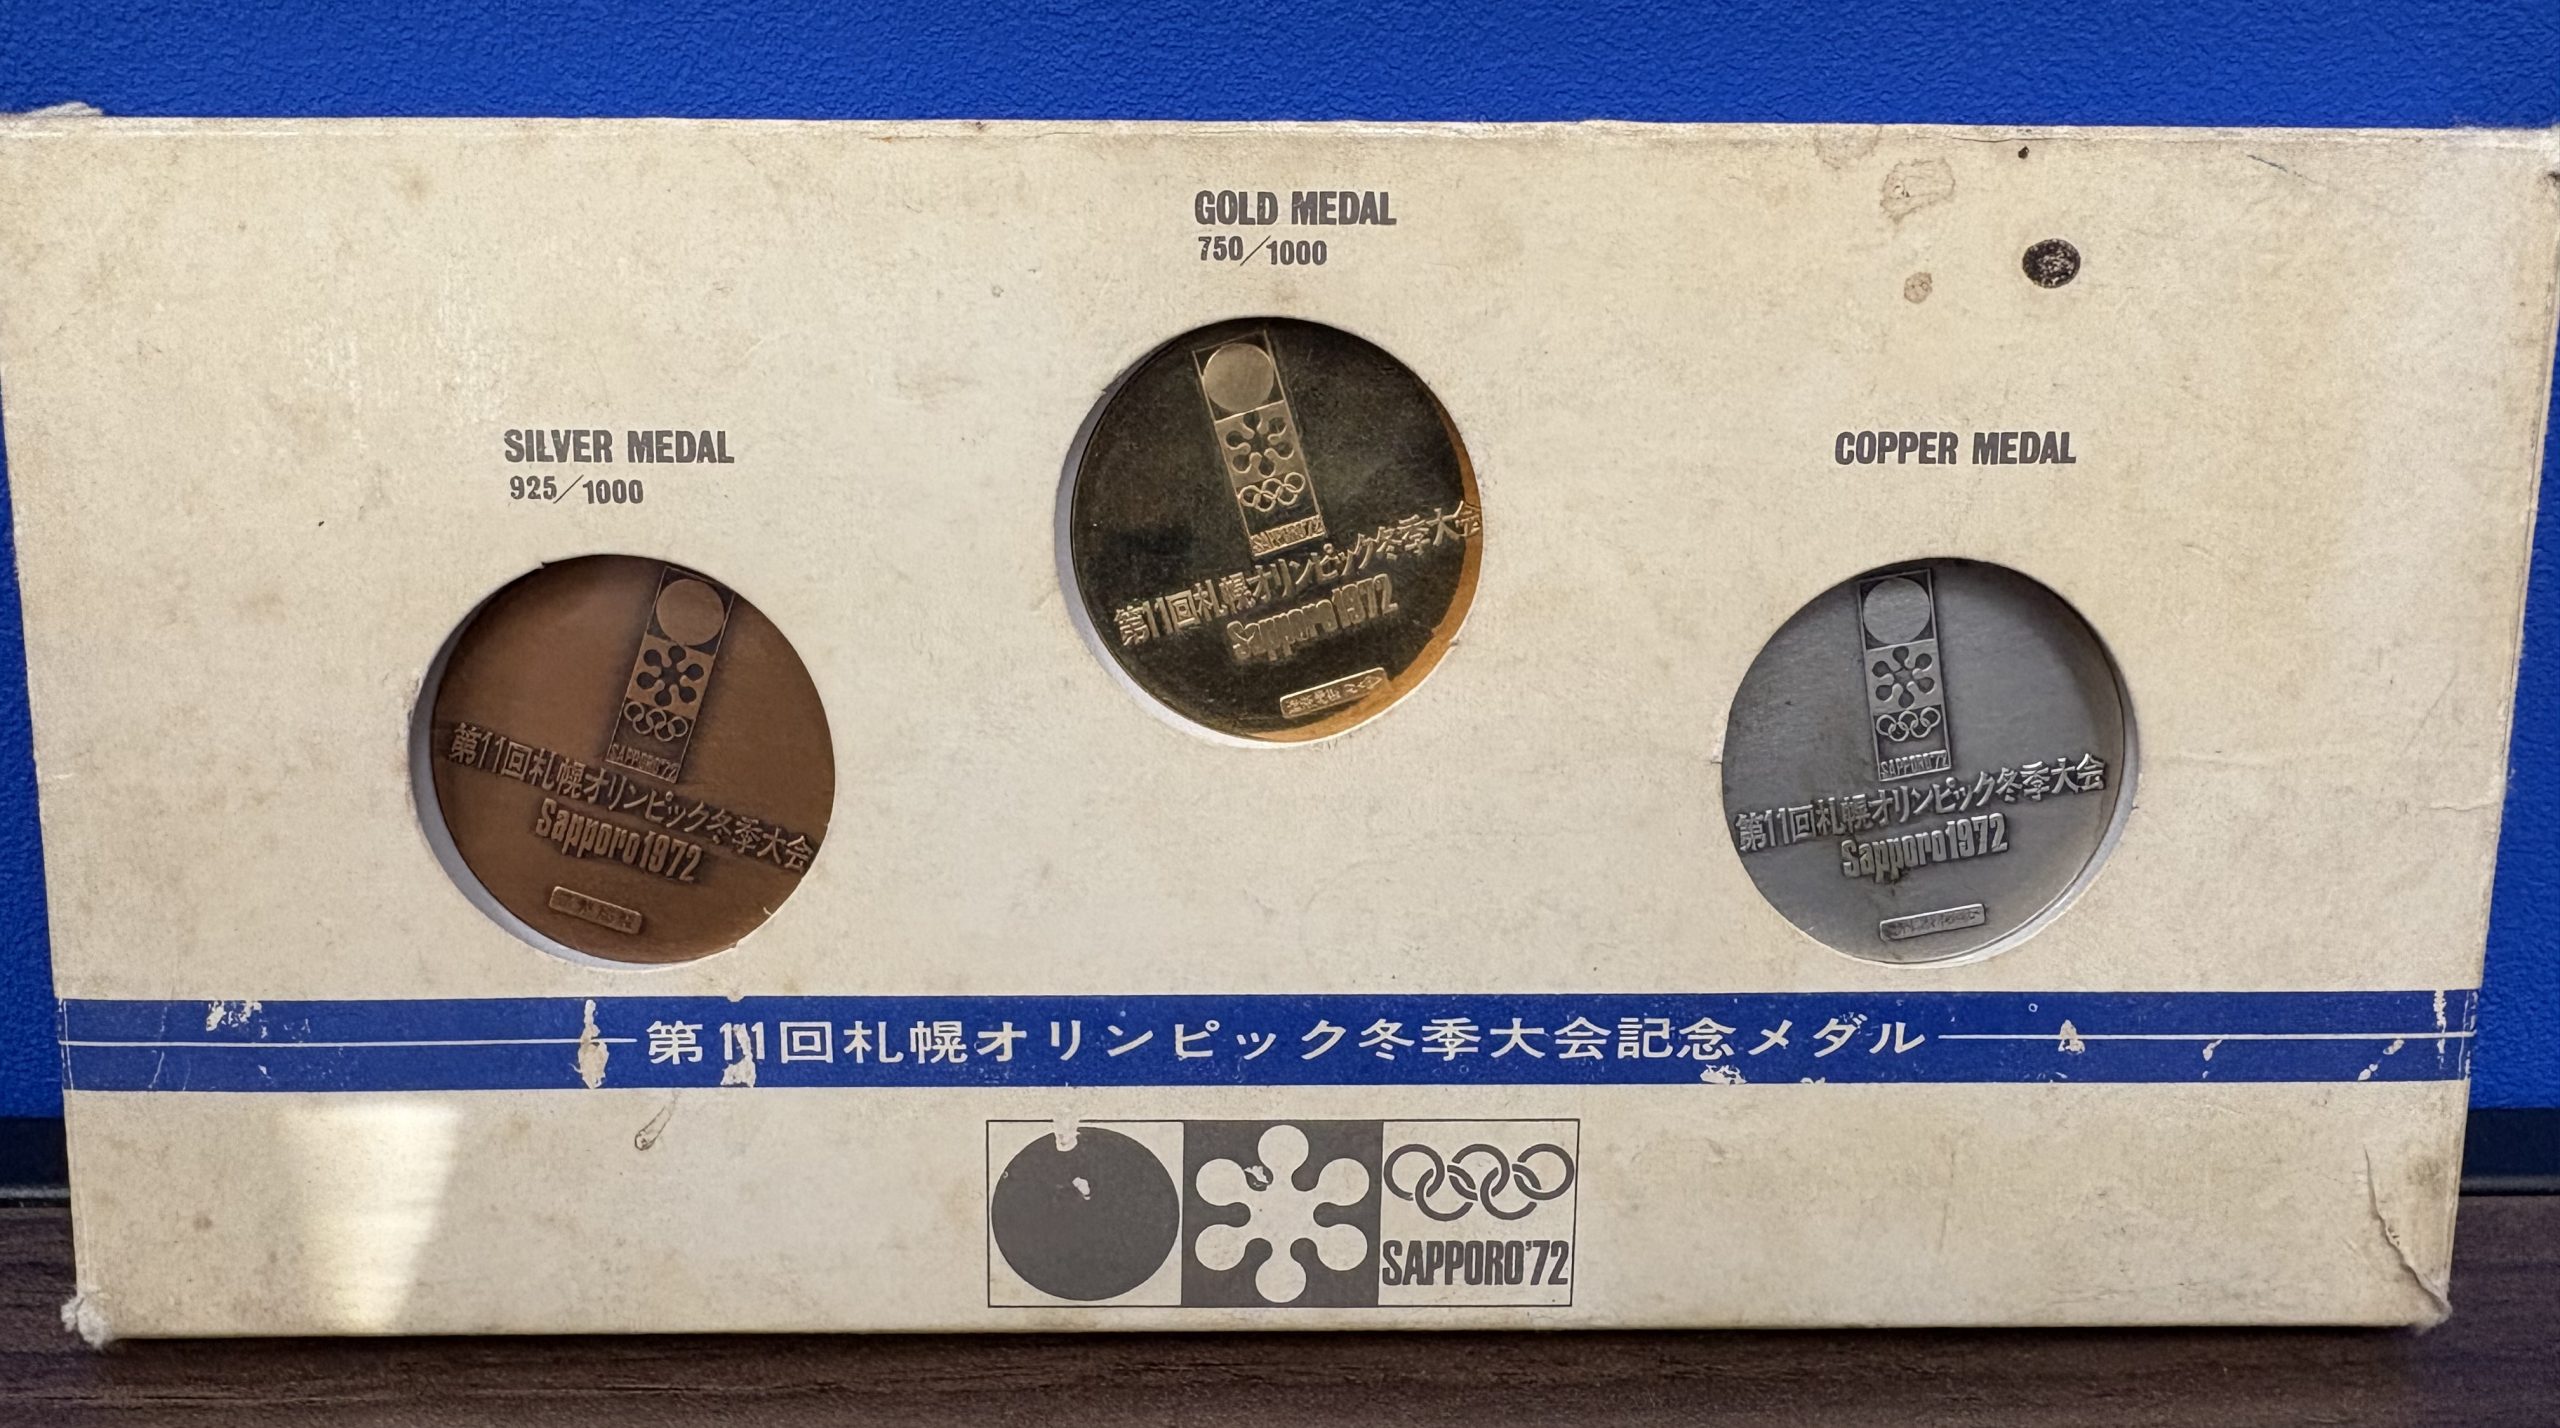 GOLD MEDAL
750/1000
SILVER MEDAL
925/1000
COPPER MEDAL
SAPPORO'72
第11回札幌オリンピック冬季大会
Sapporo1972
SAPPORO'72
第11回札幌オリンピック冬季大会
Sapporo1972
SAPPORO'72
第11回札幌オリンピック冬季大会
Sapporo1972
第11回札幌オリンピック冬季大会記念メダル
SAPPORO'72